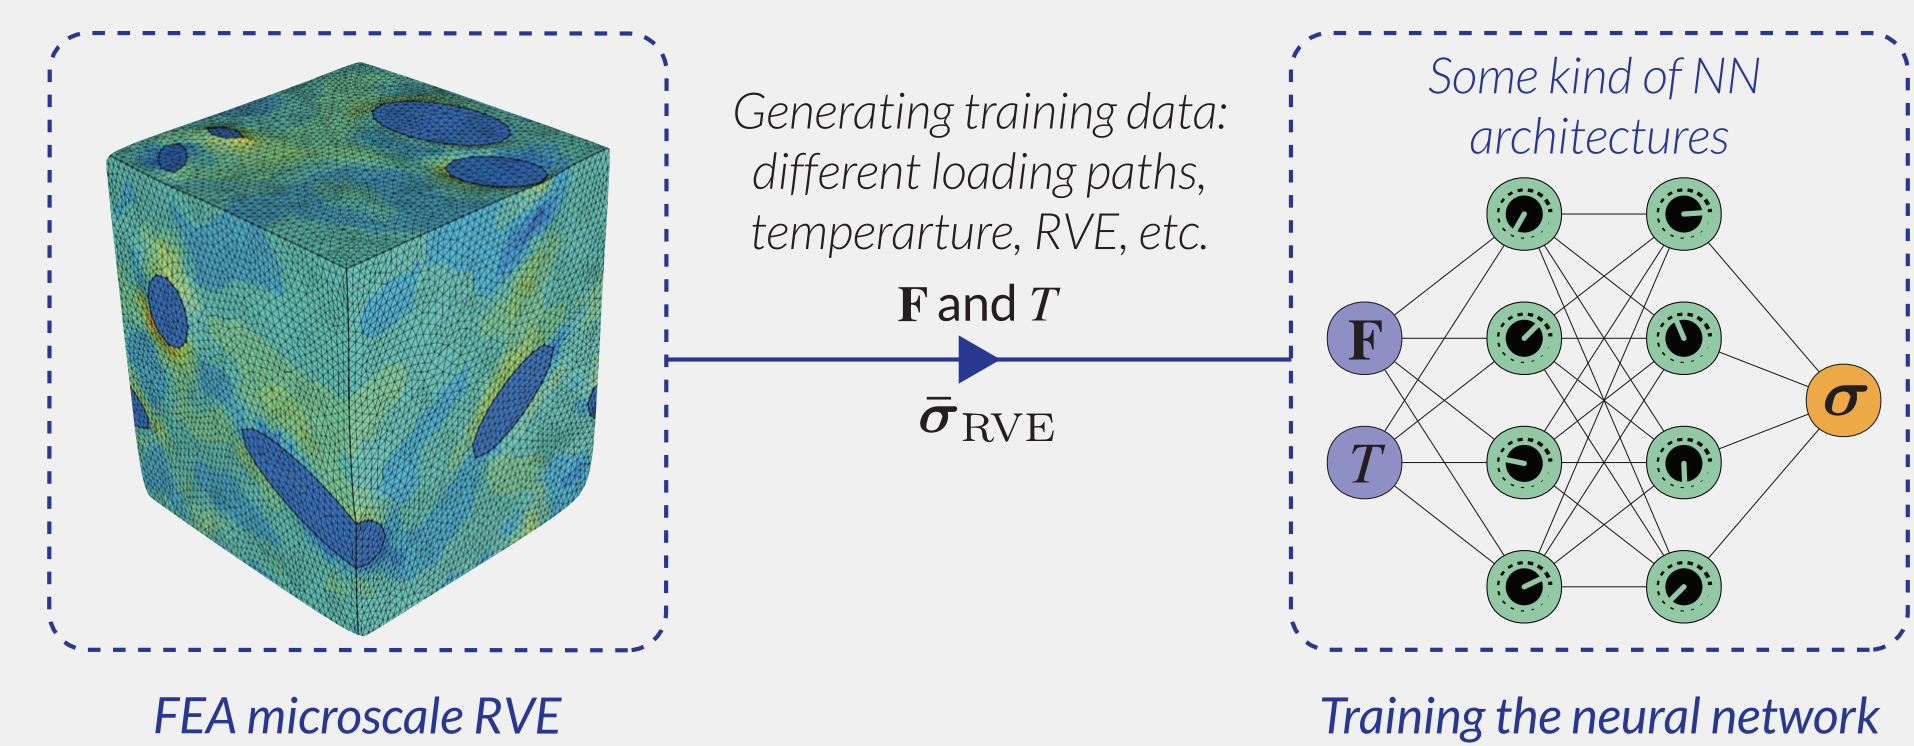 Generating training data:
different loading paths,
temperarture, RVE, etc.
F and T
σ̄ RVE
FEA microscale RVE
Some kind of NN
architectures
F
T
σ
Training the neural network